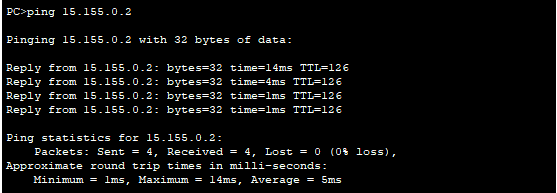 PC>ping 15.155.0.2
Pinging 15.155.0.2 with 32 bytes of data:
Reply from 15.155.0.2: bytes=32 time=14ms TTL=126
Reply from 15.155.0.2: bytes=32 time=4ms TTL=126
Reply from 15.155.0.2: bytes=32 time=1ms TTL=126
Reply from 15.155.0.2: bytes=32 time=1ms TTL=126
Ping statistics for 15.155.0.2:
Packets: Sent = 4, Received = 4, Lost = 0 (0% loss),
Approximate round trip times in milli-seconds:
Minimum = 1ms, Maximum = 14ms, Average = 5ms